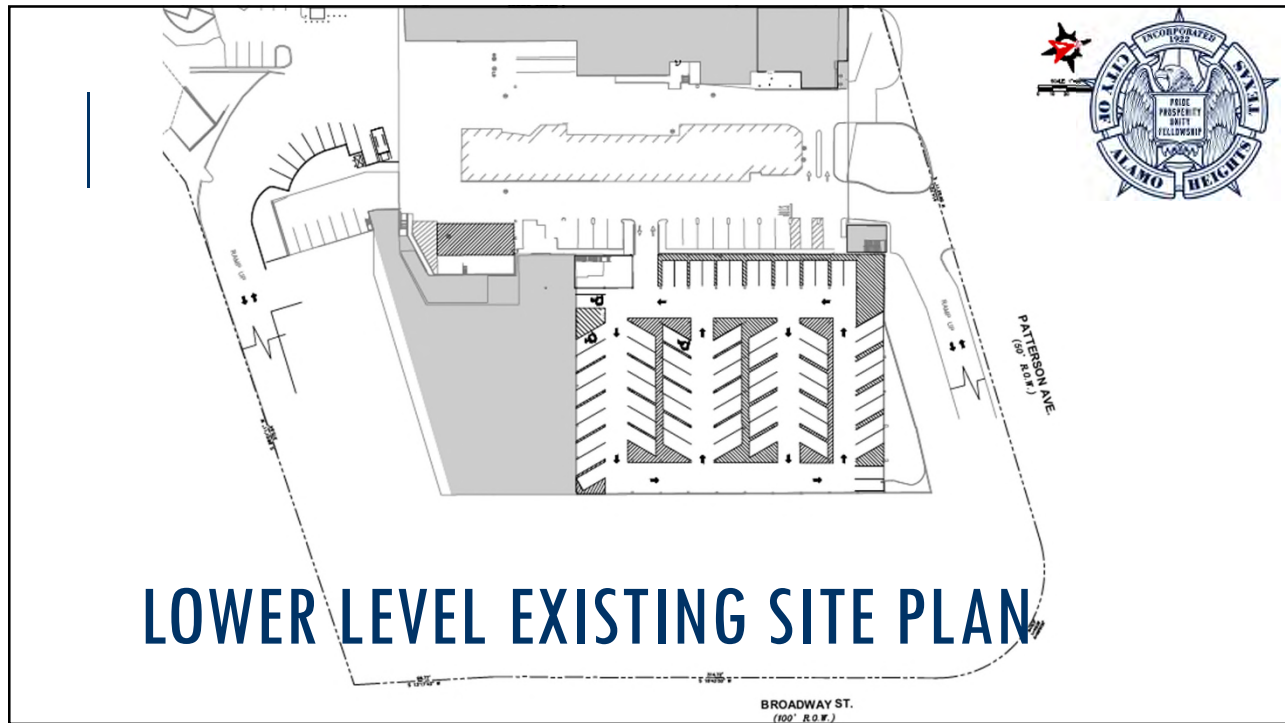 INCORPORATED
1922
CITY OF
TEXAS
PRIDE
PROSPERITY
UNITY
FELLOWSHIP
ALAMO HEIGHTS
RAMP UP
RAMP UP
PATTERSON AVE.
(50' R.O.W.)
LOWER LEVEL EXISTING SITE PLAN
BROADWAY ST.
(100' R.O.W.)